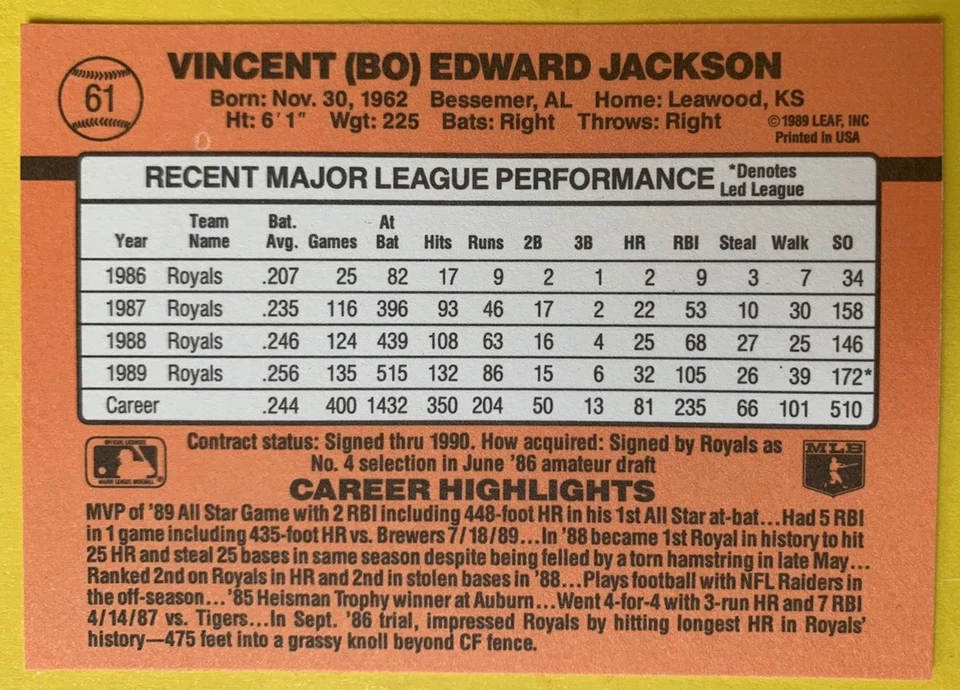 61
VINCENT (BO) EDWARD JACKSON
Born: Nov. 30, 1962 Bessemer, AL Home: Leawood, KS
Ht: 6' 1" Wgt: 225 Bats: Right Throws: Right
©1989 LEAF, INC
Printed in USA
RECENT MAJOR LEAGUE PERFORMANCE
*Denotes
Led League
Year Team Name Bat. Avg. Games At Bat Hits Runs 2B 3B HR RBI Steal Walk SO
1986 Royals .207 25 82 17 9 2 1 2 9 3 7 34
1987 Royals .235 116 396 93 46 17 2 22 53 10 30 158
1988 Royals .246 124 439 108 63 16 4 25 68 27 25 146
1989 Royals .256 135 515 132 86 15 6 32 105 26 39 172*
Career .244 400 1432 350 204 50 13 81 235 66 101 510
OFFICIAL LICENSEE
MAJOR LEAGUE BASEBALL
Contract status: Signed thru 1990. How acquired: Signed by Royals as
No. 4 selection in June '86 amateur draft
MLB
CAREER HIGHLIGHTS
MVP of '89 All Star Game with 2 RBI including 448-foot HR in his 1st All Star at-bat...Had 5 RBI
in 1 game including 435-foot HR vs. Brewers 7/18/89...In '88 became 1st Royal in history to hit
25 HR and steal 25 bases in same season despite being felled by a torn hamstring in late May...
Ranked 2nd on Royals in HR and 2nd in stolen bases in '88...Plays football with NFL Raiders in
the off-season...'85 Heisman Trophy winner at Auburn...Went 4-for-4 with 3-run HR and 7 RBI
4/14/87 vs. Tigers...In Sept. '86 trial, impressed Royals by hitting longest HR in Royals'
history—475 feet into a grassy knoll beyond CF fence.